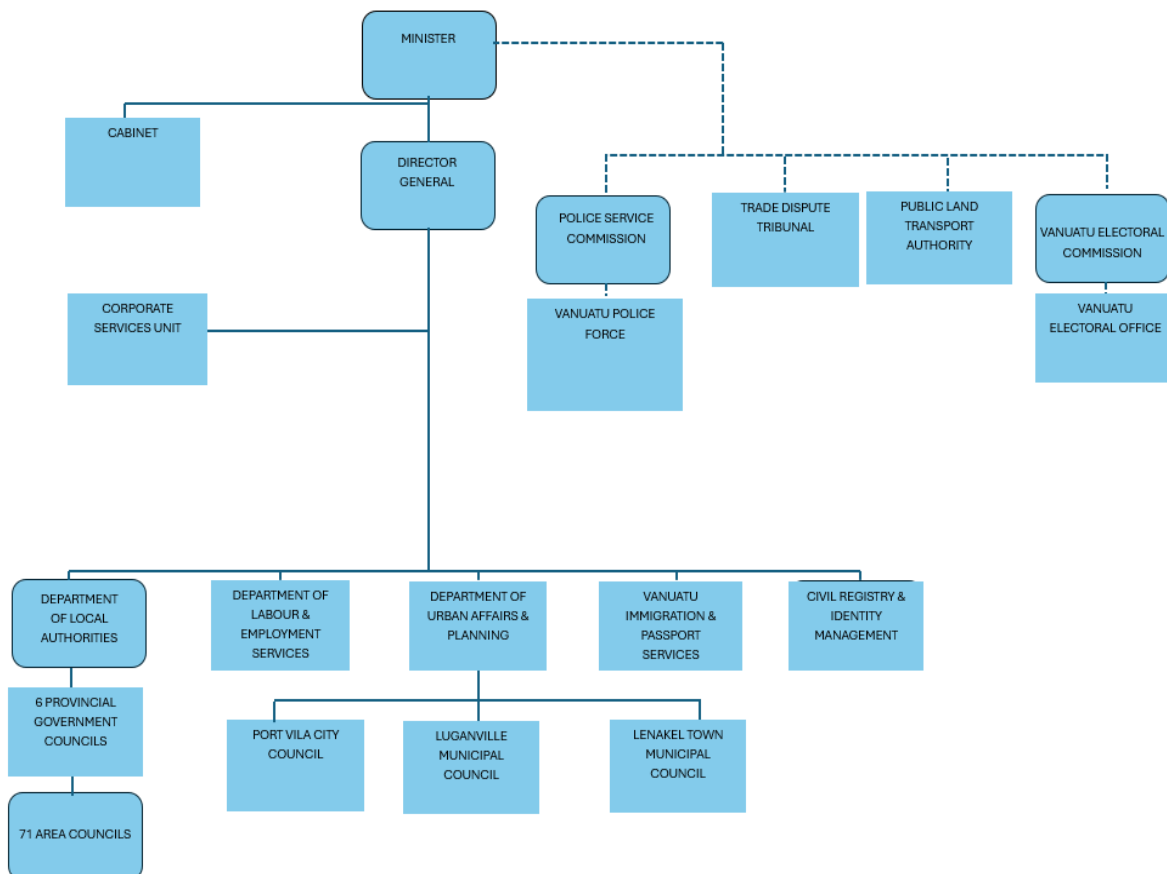 MINISTER
CABINET
DIRECTOR
GENERAL
POLICE SERVICE
COMMISSION
TRADE DISPUTE
TRIBUNAL
PUBLIC LAND
TRANSPORT
AUTHORITY
VANUATU ELECTORAL
COMMISSION
CORPORATE
SERVICES UNIT
VANUATU POLICE
FORCE
VANUATU
ELECTORAL OFFICE
DEPARTMENT
OF LOCAL
AUTHORITIES
DEPARTMENT OF
LABOUR &
EMPLOYMENT
SERVICES
DEPARTMENT OF
URBAN AFFAIRS &
PLANNING
VANUATU
IMMIGRATION &
PASSPORT
SERVICES
CIVIL REGISTRY &
IDENTITY
MANAGEMENT
6 PROVINCIAL
GOVERNMENT
COUNCILS
PORT VILA CITY
COUNCIL
LUGANVILLE
MUNICIPAL
COUNCIL
LENAKEL TOWN
MUNICIPAL
COUNCIL
71 AREA COUNCILS